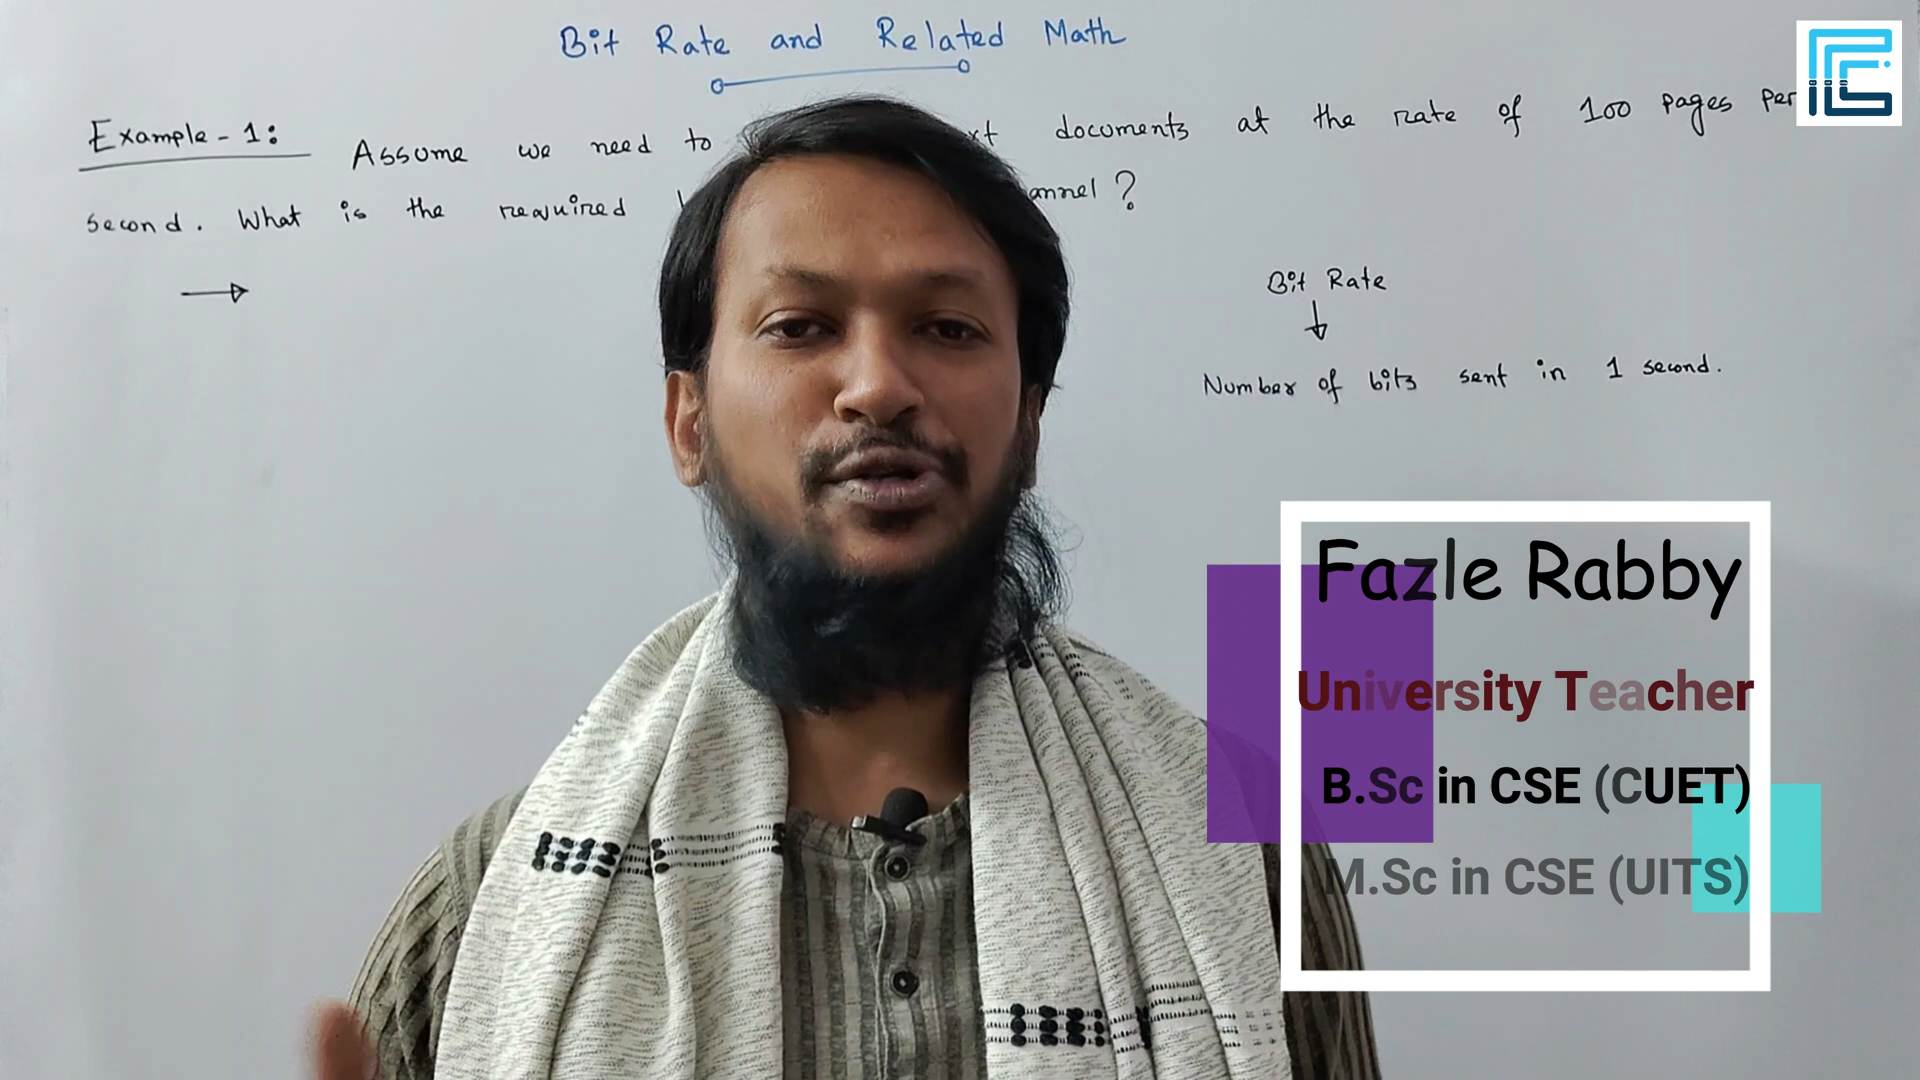 Bit Rate and Related Math
Example-1: Assume we need to documents at the rate of 100 pages per
second. What is the required ?
Bit Rate
Number of bits sent in 1 second.
Fazle Rabby
University Teacher
B.Sc in CSE (CUET)
M.Sc in CSE (UITS)